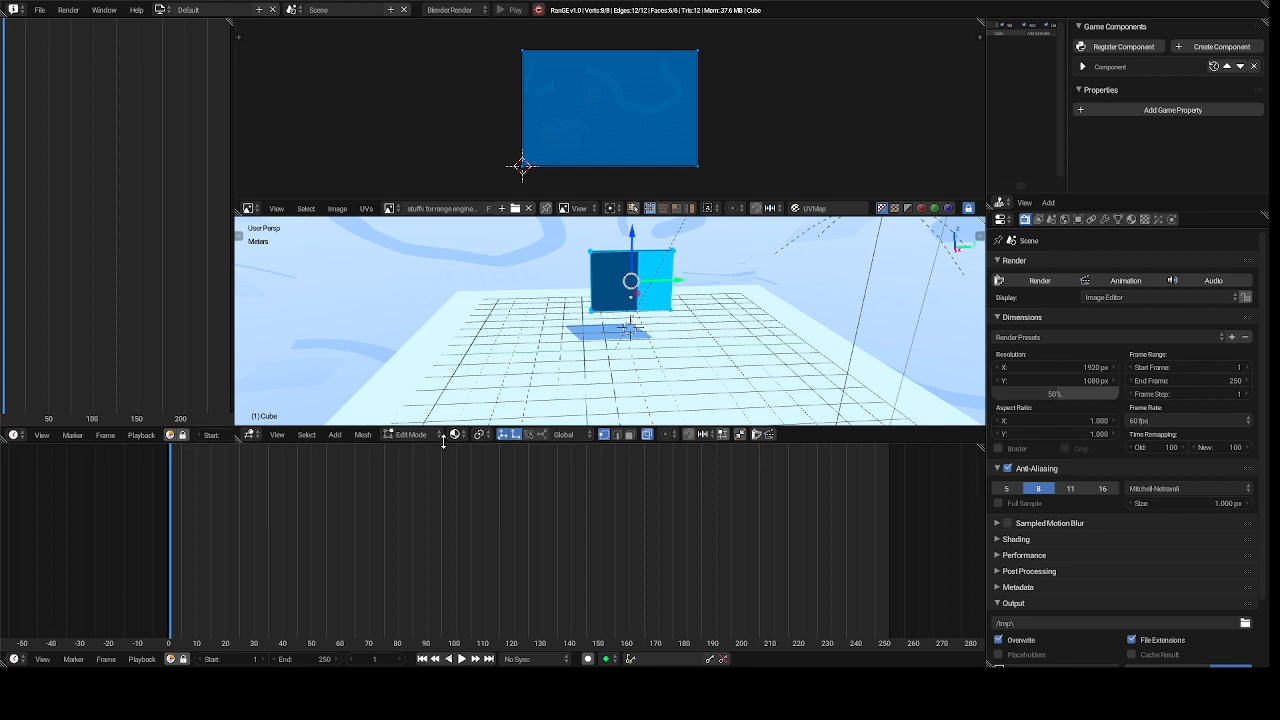 File Render Window Help Default Scene Blender Render Play RanGE v1.0 | Verts:8/8 | Edges:12/12 | Faces:6/6 | Tris:12 | Mem: 37.6 MB | Cube
Game Components
Register Component Create Component
Component
Properties
Add Game Property
View Add
View Select Image UVs stuffv for range engine... F View UVMap
User Persp
Meters
(1) Cube
Scene
Render
Render Animation Audio
Display: Image Editor
Dimensions
Render Presets
Resolution: Frame Range:
X: 1920 px Start Frame: 1
Y: 1080 px End Frame: 250
50% Frame Step: 1
Aspect Ratio: Frame Rate:
X: 1.000 60 fps
Y: 1.000 Time Remapping:
Border Crop Old: 100 New: 100
Anti-Aliasing
5 8 11 16 Mitchell-Netravali
Full Sample Size: 1.000 px
Sampled Motion Blur
Shading
Performance
Post Processing
Metadata
Output
/tmp\
Overwrite File Extensions
Placeholders Cache Result
50 100 150 200
Marker Frame Playback Start:
View
View Select Add Mesh Edit Mode Global
-50 -40 -30 -20 -10 0 10 20 30 40 50 60 70 80 90 100 110 120 130 140 150 160 170 180 190 200 210 220 230 240 250 260 270 280
View Marker Frame Playback Start: 1 End: 250 1 No Sync